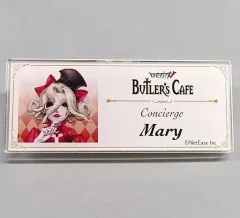 BUTLER'S CAFE
Concierge
Mary
©NetEase Inc.